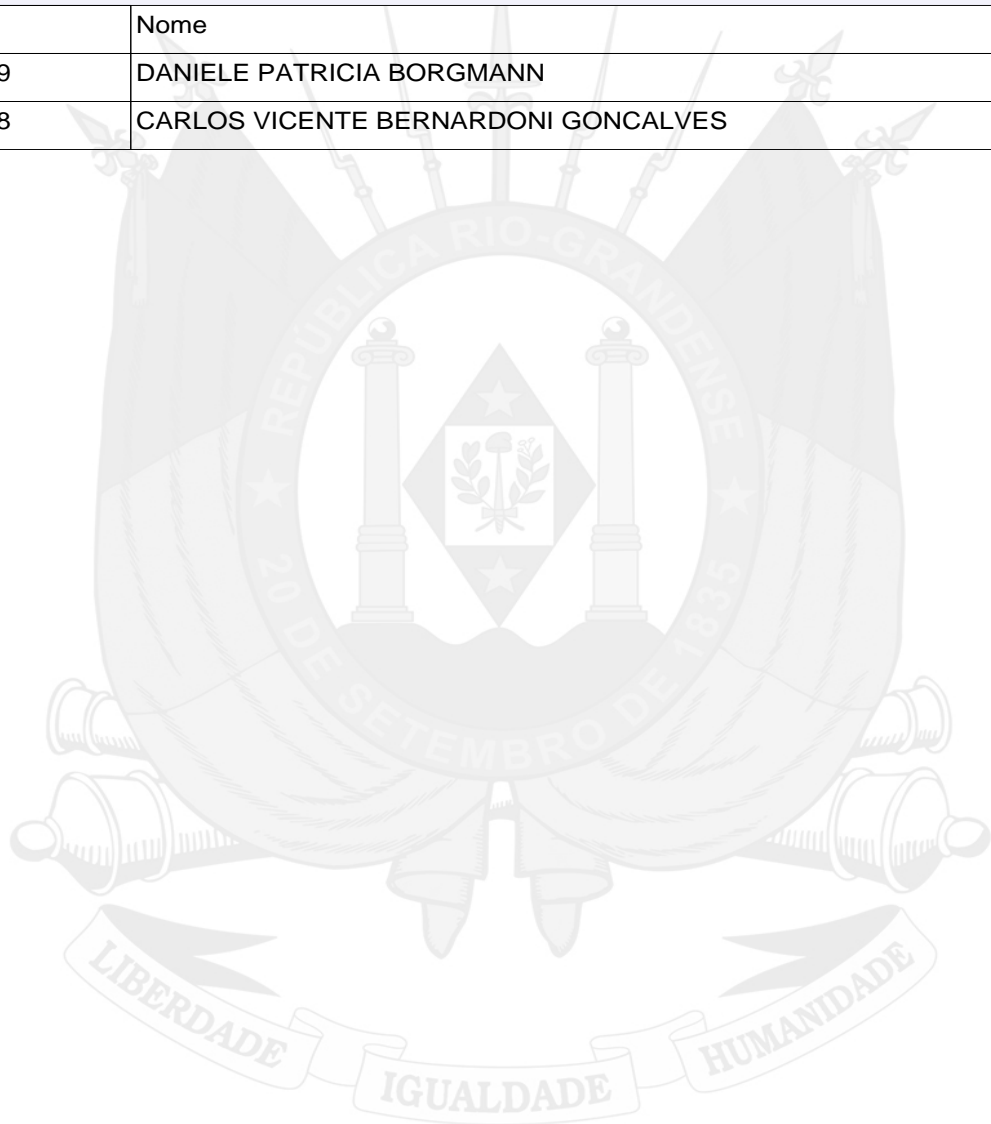 Nome
9 DANIELE PATRICIA BORGMANN
8 CARLOS VICENTE BERNARDONI GONCALVES
REPÚBLICA RIO-GRANDENSE
20 DE SETEMBRO DE 1835
LIBERDADE IGUALDADE HUMANIDADE